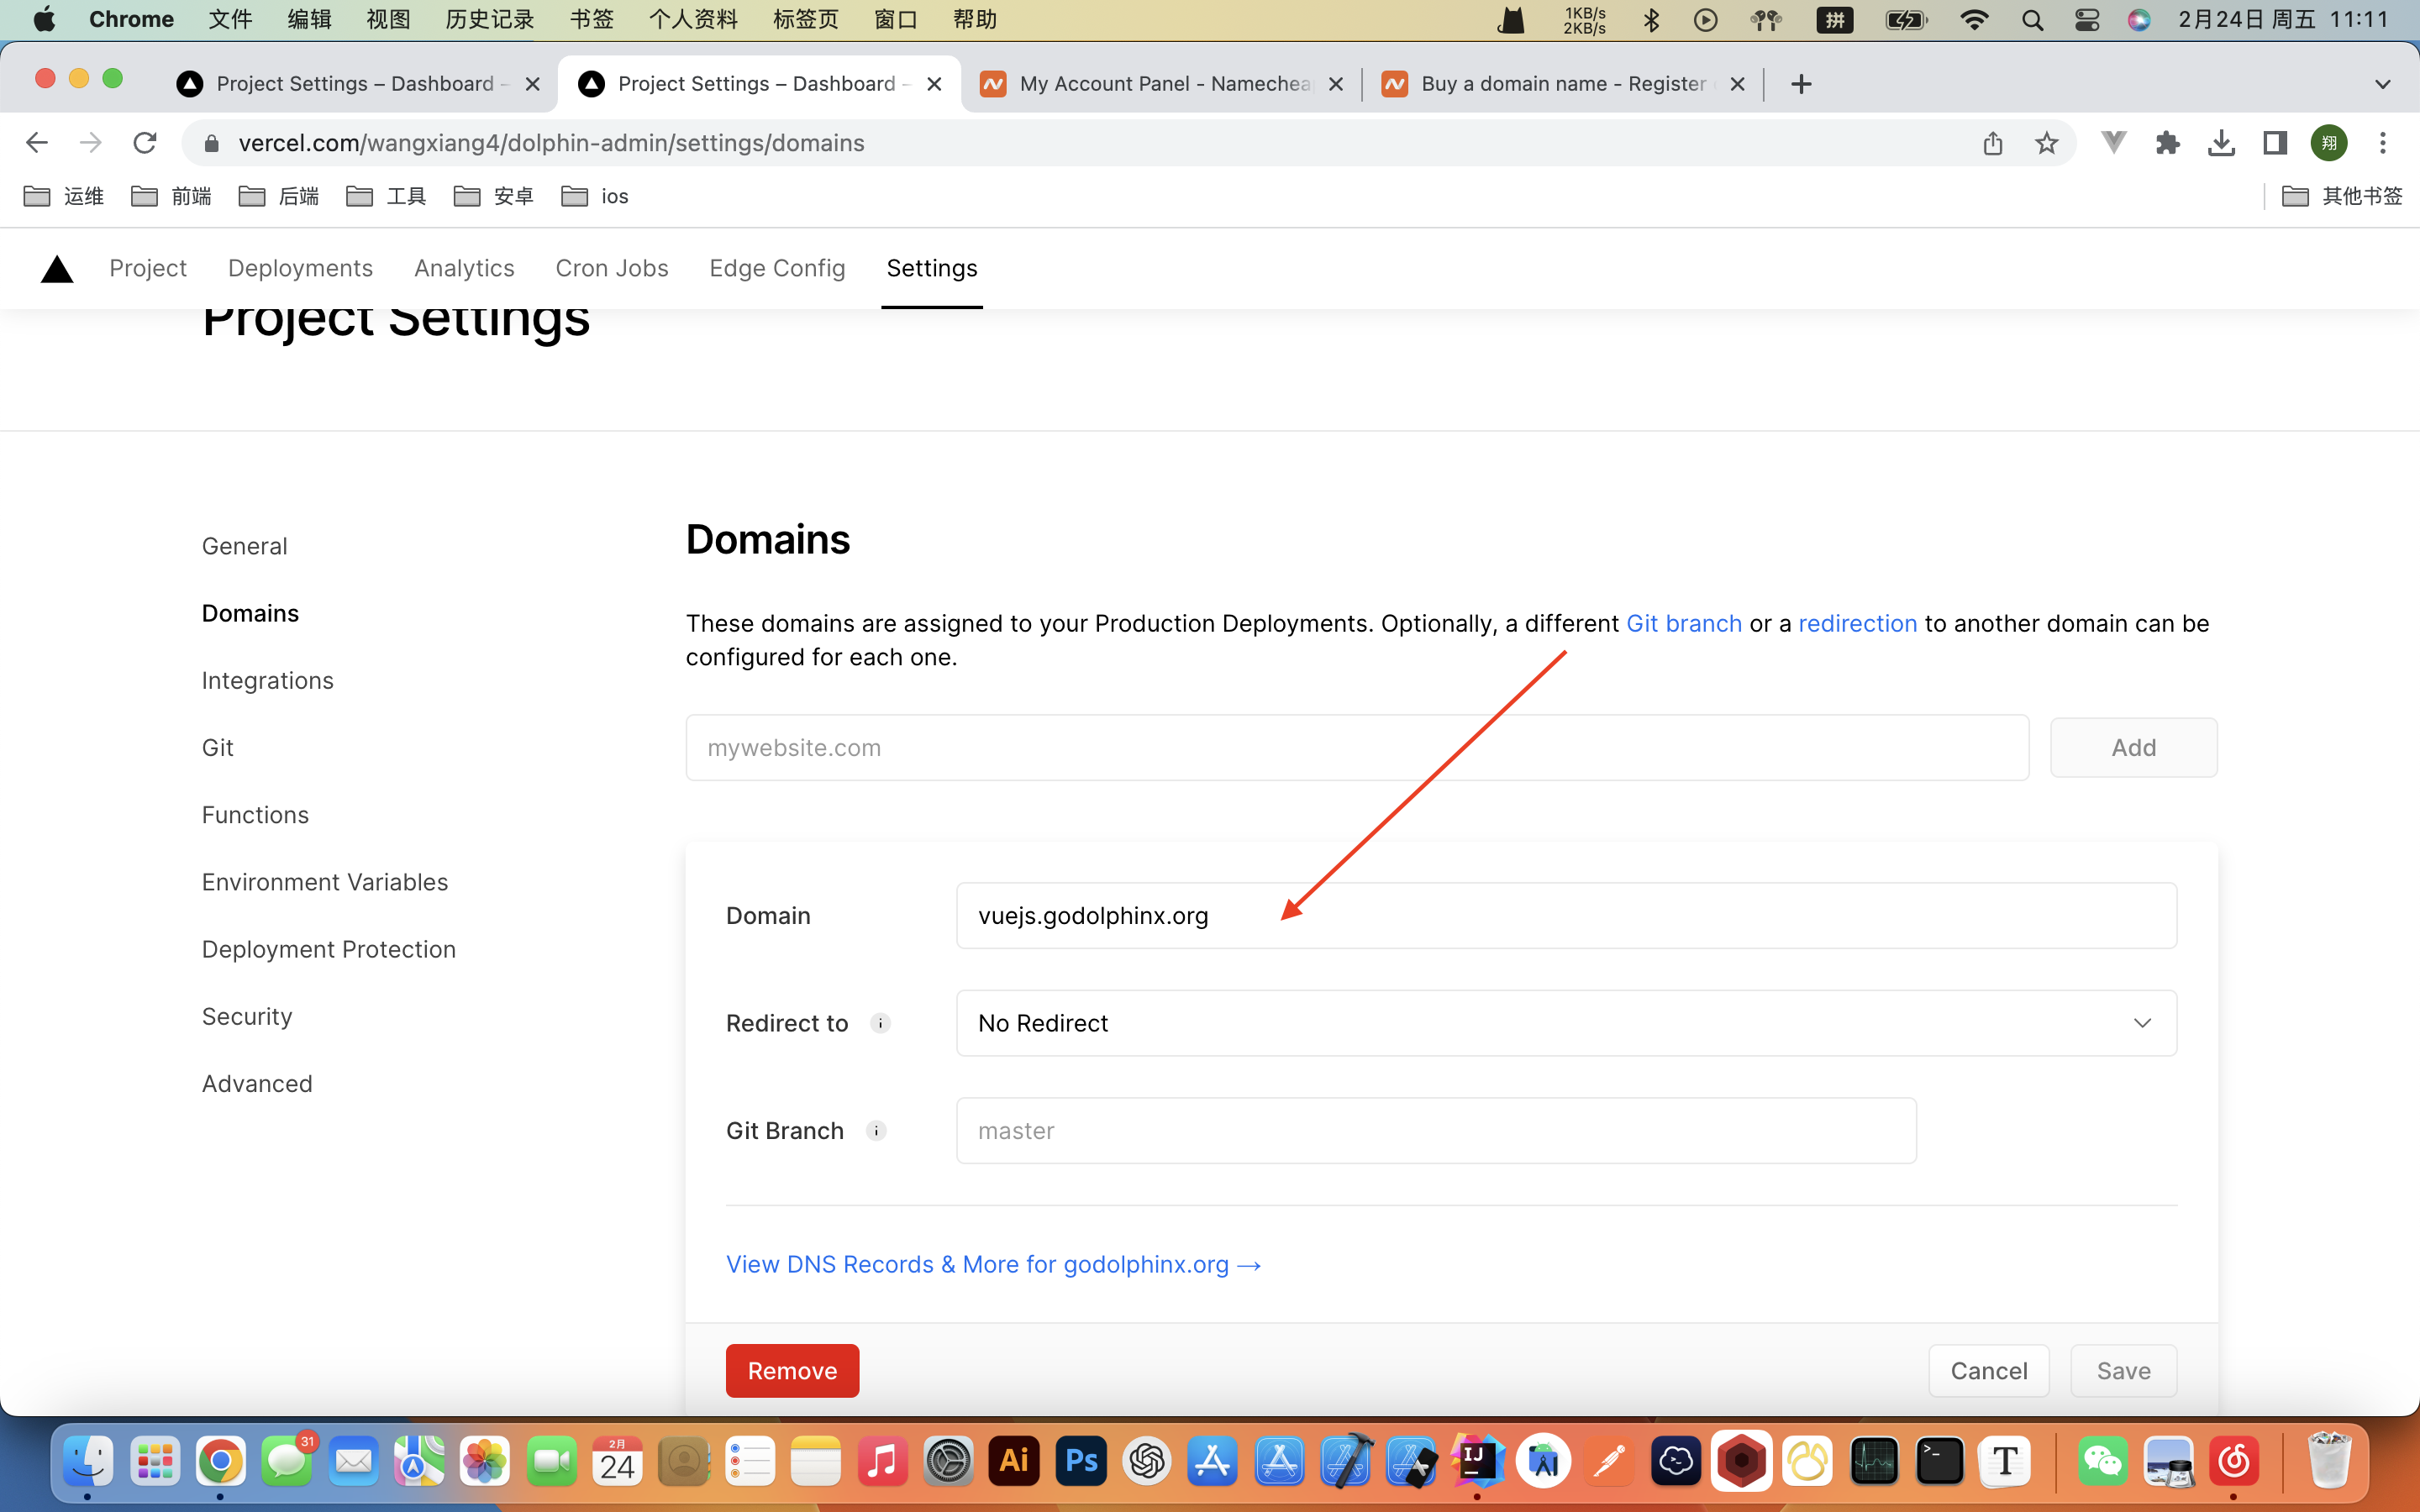 Chrome 文件 编辑 视图 历史记录 书签 个人资料 标签页 窗口 帮助 1KB/s 2KB/s 拼 2月24日 周五 11:11
Project Settings – Dashboard – Project Settings – Dashboard – My Account Panel - Namechea Buy a domain name - Register
vercel.com/wangxiang4/dolphin-admin/settings/domains 翔
运维 前端 后端 工具 安卓 ios 其他书签
Project Deployments Analytics Cron Jobs Edge Config Settings
Project Settings
General
Domains
Integrations
Git
Functions
Environment Variables
Deployment Protection
Security
Advanced
Domains
These domains are assigned to your Production Deployments. Optionally, a different Git branch or a redirection to another domain can be
configured for each one.
mywebsite.com Add
Domain vuejs.godolphinx.org
Redirect to i No Redirect
Git Branch i master
View DNS Records & More for godolphinx.org →
Remove Cancel Save
31 2月 24 Ai Ps IJ T